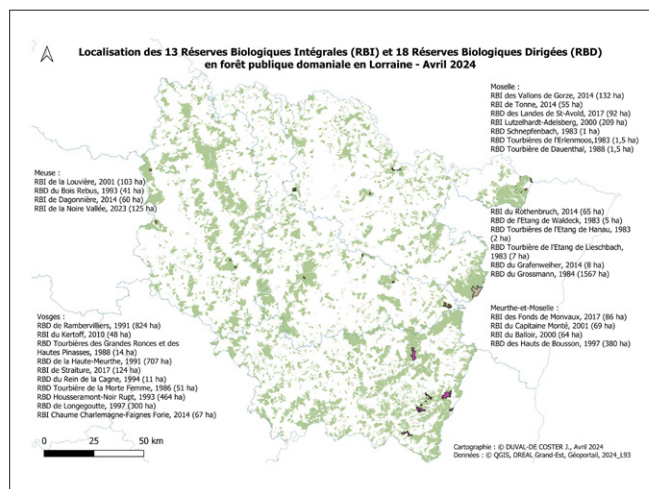 Localisation des 13 Réserves Biologiques Intégrales (RBI) et 18 Réserves Biologiques Dirigées (RBD)
en forêt publique domaniale en Lorraine - Avril 2024
Moselle :
RBI des Vallons de Gorze, 2014 (132 ha)
RBI de Tonne, 2014 (55 ha)
RBD des Landes de St-Avold, 2017 (92 ha)
RBI Lutzelhardt-Adelsberg, 2000 (209 ha)
RBD Schnepfenbach, 1983 (1 ha)
RBD Tourbières de l'Erlenmoos,1983 (1,5 ha)
RBD Tourbière de Dauenthal, 1988 (1,5 ha)
Meuse :
RBI de la Louvière, 2001 (103 ha)
RBD du Bois Rebus, 1993 (41 ha)
RBI de Dagonnière, 2014 (60 ha)
RBI de la Noire Vallée, 2023 (125 ha)
RBI du Rothenbruch, 2014 (65 ha)
RBD de l'Etang de Waldeck, 1983 (5 ha)
RBD Tourbières de l'Etang de Hanau, 1983
(2 ha)
RBD Tourbière de l'Etang de Lieschbach,
1983 (7 ha)
RBD du Grafenweiher, 2014 (8 ha)
RBD du Grossmann, 1984 (1567 ha)
Meurthe-et-Moselle :
RBI des Fonds de Monvaux, 2017 (86 ha)
RBI du Capitaine Monté, 2001 (69 ha)
RBI du Balloir, 2000 (64 ha)
RBD des Hauts de Bousson, 1997 (380 ha)
Vosges :
RBD de Rambervillers, 1991 (824 ha)
RBI du Kertoff, 2010 (48 ha)
RBD Tourbières des Grandes Ronces et des
Hautes Pinasses, 1988 (14 ha)
RBD de la Haute-Meurthe, 1991 (707 ha)
RBI de Straiture, 2017 (124 ha)
RBD du Rein de la Cagne, 1994 (11 ha)
RBD Tourbière de la Morte Femme, 1986 (51 ha)
RBD Housseramont-Noir Rupt, 1993 (464 ha)
RBD de Longegoutte, 1997 (300 ha)
RBI Chaume Charlemagne-Faignes Forie, 2014 (67 ha)
0 25 50 km
Cartographie : © DUVAL-DE COSTER J., Avril 2024
Données : © QGIS, DREAL Grand-Est, Géoportail, 2024_L93